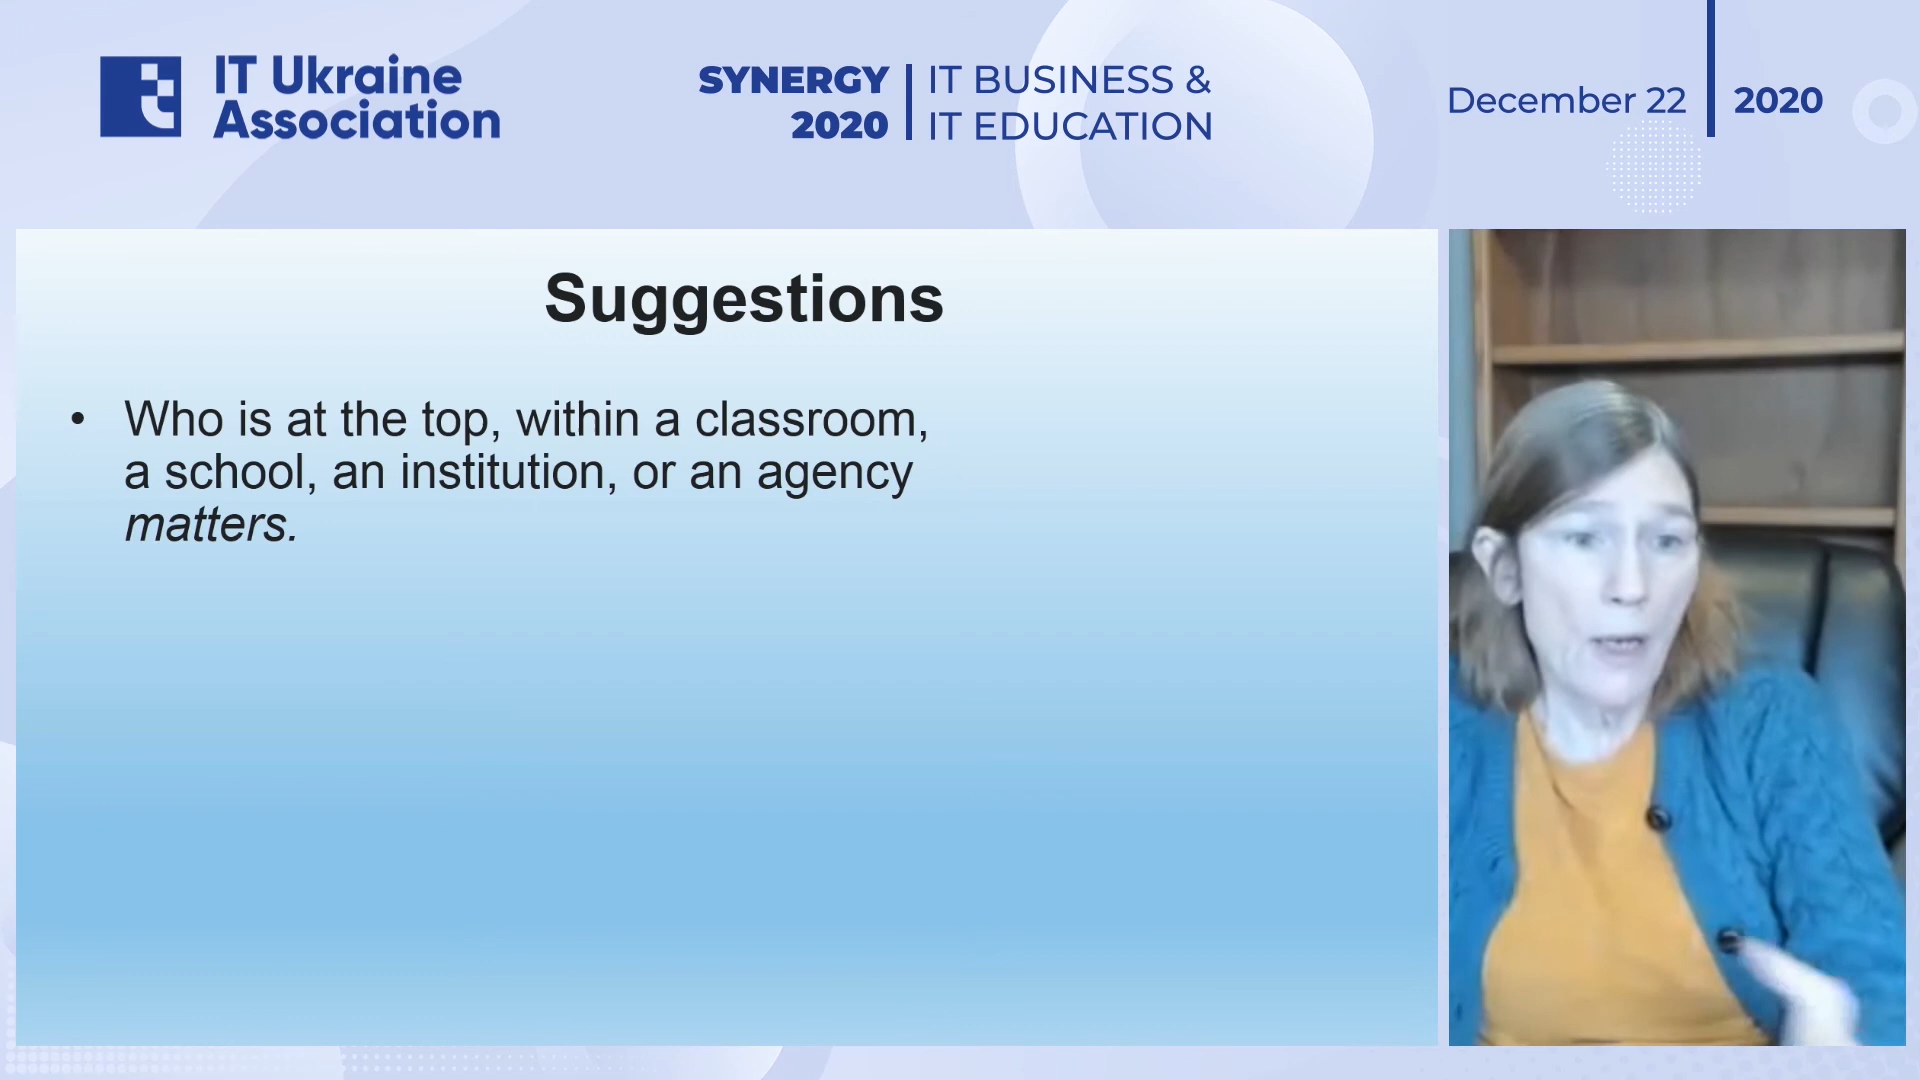 IT Ukraine
Association
SYNERGY
2020
IT BUSINESS &
IT EDUCATION
December 22
2020
Suggestions
• Who is at the top, within a classroom,
a school, an institution, or an agency
matters.